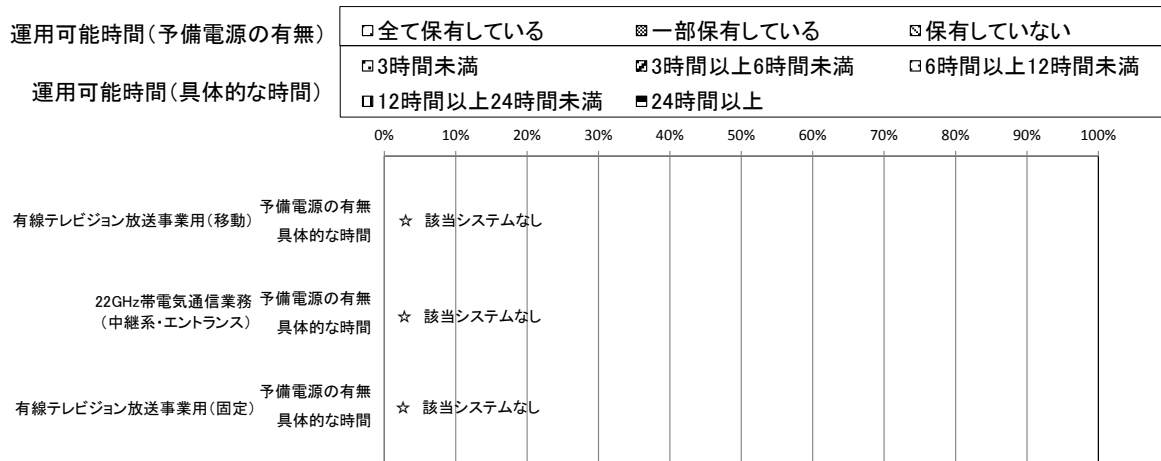 運用可能時間(予備電源の有無)
全て保有している 一部保有している 保有していない
運用可能時間(具体的な時間)
3時間未満 3時間以上6時間未満 6時間以上12時間未満
12時間以上24時間未満 24時間以上
0% 10% 20% 30% 40% 50% 60% 70% 80% 90% 100%
有線テレビジョン放送事業用(移動)
予備電源の有無
具体的な時間
☆ 該当システムなし
22GHz帯電気通信業務
(中継系・エントランス)
予備電源の有無
具体的な時間
☆ 該当システムなし
有線テレビジョン放送事業用(固定)
予備電源の有無
具体的な時間
☆ 該当システムなし